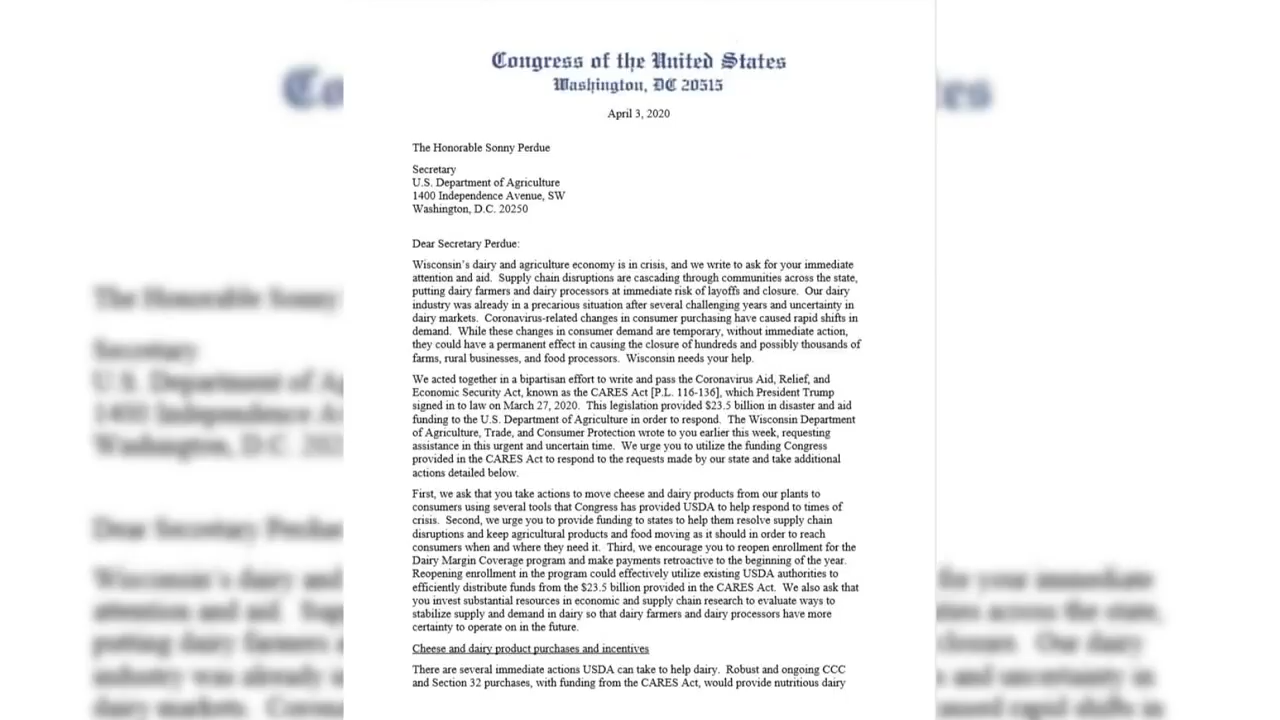 Congress of the United States
Washington, DC 20515
April 3, 2020
The Honorable Sonny Perdue
Secretary
U.S. Department of Agriculture
1400 Independence Avenue, SW
Washington, D.C. 20250
Dear Secretary Perdue:
Wisconsin's dairy and agriculture economy is in crisis, and we write to ask for your immediate
attention and aid. Supply chain disruptions are cascading through communities across the state,
putting dairy farmers and dairy processors at immediate risk of layoffs and closure. Our dairy
industry was already in a precarious situation after several challenging years and uncertainty in
dairy markets. Coronavirus-related changes in consumer purchasing have caused rapid shifts in
demand. While these changes in consumer demand are temporary, without immediate action,
they could have a permanent effect in causing the closure of hundreds and possibly thousands of
farms, rural businesses, and food processors. Wisconsin needs your help.
We acted together in a bipartisan effort to write and pass the Coronavirus Aid, Relief, and
Economic Security Act, known as the CARES Act [P.L. 116-136], which President Trump
signed in to law on March 27, 2020. This legislation provided $23.5 billion in disaster and aid
funding to the U.S. Department of Agriculture in order to respond. The Wisconsin Department
of Agriculture, Trade, and Consumer Protection wrote to you earlier this week, requesting
assistance in this urgent and uncertain time. We urge you to utilize the funding Congress
provided in the CARES Act to respond to the requests made by our state and take additional
actions detailed below.
First, we ask that you take actions to move cheese and dairy products from our plants to
consumers using several tools that Congress has provided USDA to help respond to times of
crisis. Second, we urge you to provide funding to states to help them resolve supply chain
disruptions and keep agricultural products and food moving as it should in order to reach
consumers when and where they need it. Third, we encourage you to reopen enrollment for the
Dairy Margin Coverage program and make payments retroactive to the beginning of the year.
Reopening enrollment in the program could effectively utilize existing USDA authorities to
efficiently distribute funds from the $23.5 billion provided in the CARES Act. We also ask that
you invest substantial resources in economic and supply chain research to evaluate ways to
stabilize supply and demand in dairy so that dairy farmers and dairy processors have more
certainty to operate on in the future.
Cheese and dairy product purchases and incentives
There are several immediate actions USDA can take to help dairy. Robust and ongoing CCC
and Section 32 purchases, with funding from the CARES Act, would provide nutritious dairy